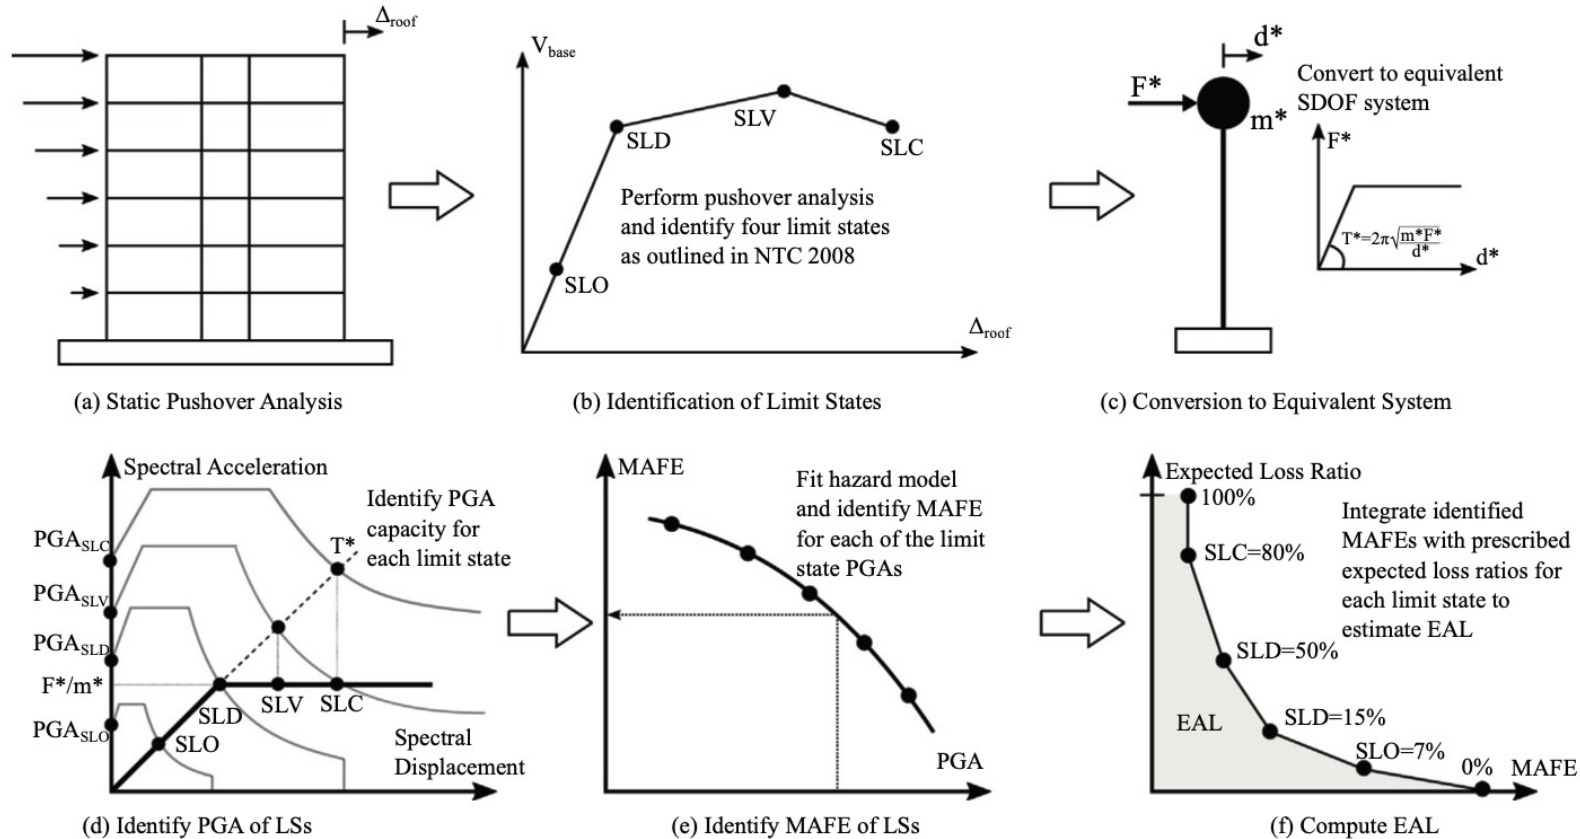 Δroof
(a) Static Pushover Analysis
Vbase
SLD
SLV
SLC
Perform pushover analysis
and identify four limit states
as outlined in NTC 2008
SLO
Δroof
(b) Identification of Limit States
d*
F*
m*
Convert to equivalent
SDOF system
F*
T*=2π√m*F*/d*
d*
(c) Conversion to Equivalent System
Spectral Acceleration
Identify PGA
capacity for
each limit state
T*
PGASLC
PGASLV
PGASLD
F*/m*
PGASLO
SLD
SLV
SLC
SLO
Spectral
Displacement
(d) Identify PGA of LSs
MAFE
Fit hazard model
and identify MAFE
for each of the limit
state PGAs
PGA
(e) Identify MAFE of LSs
Expected Loss Ratio
100%
SLC=80%
SLD=50%
SLD=15%
SLO=7%
0%
MAFE
EAL
Integrate identified
MAFEs with prescribed
expected loss ratios for
each limit state to
estimate EAL
(f) Compute EAL